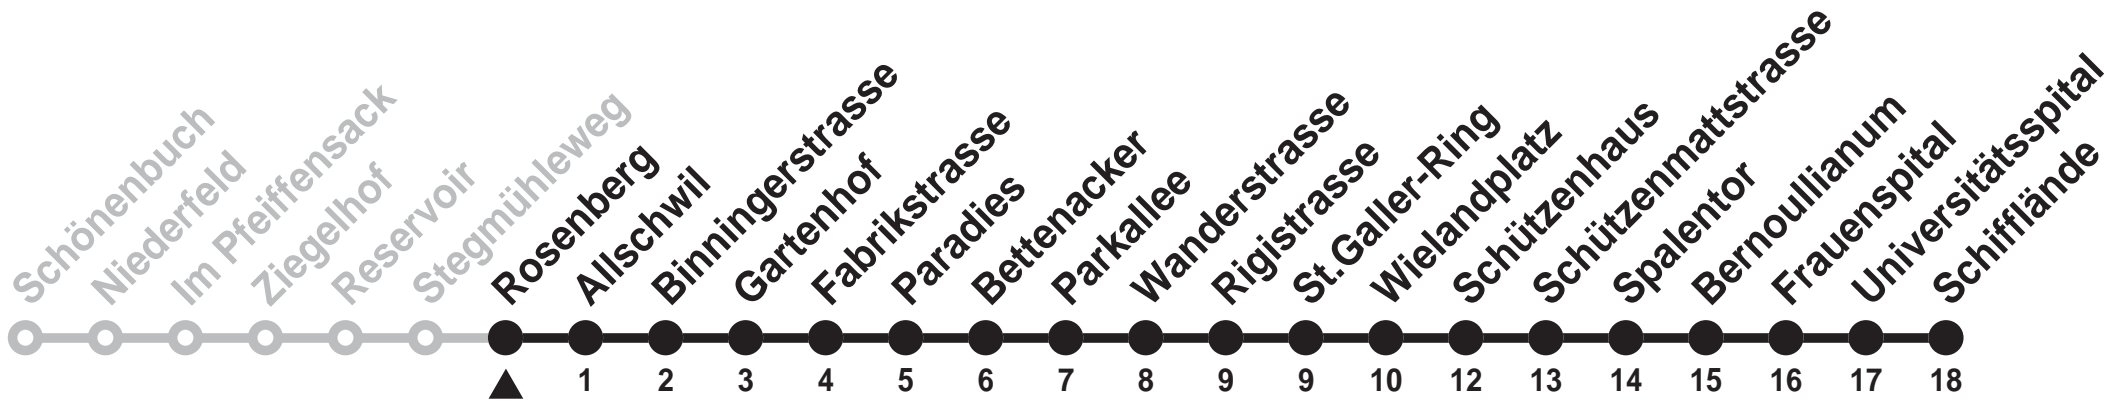 Schönenbuch
Niederfeld
Im Pfeiffensack
Ziegelhof
Reservoir
Stegmühleweg
Rosenberg
Allschwil
Binningerstrasse
Gartenhof
Fabrikstrasse
Paradies
Bettenacker
Parkallee
Wanderstrasse
Rigistrasse
St.Galler-Ring
Wielandplatz
Schützenhaus
Schützenmattstrasse
Spalentor
Bernoullianum
Frauenspital
Universitätsspital
Schifflände
1 2 3 4 5 6 7 8 9 9 10 12 13 14 15 16 17 18